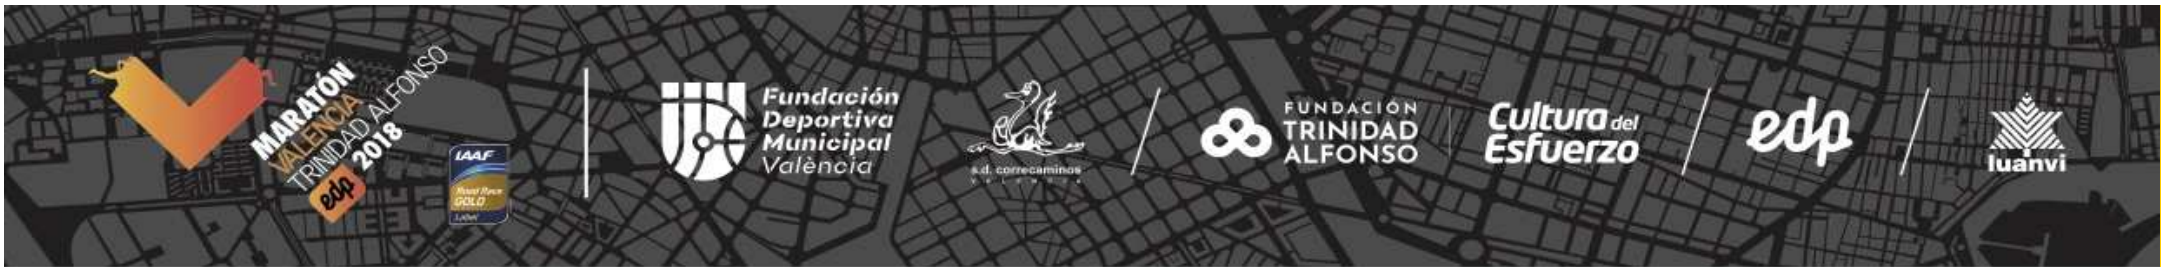 MARATÓN
VALENCIA
TRINIDAD ALFONSO
2018
edp
IAAF
Road Race
GOLD
Label
Fundación
Deportiva
Municipal
València
s.d. correcaminos
VALENCIA
FUNDACIÓN
TRINIDAD
ALFONSO
Cultura del
Esfuerzo
edp
luanvi